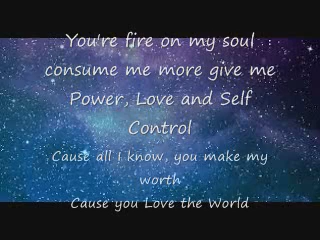 You're fire on my soul
consume me more give me
Power, Love and Self
Control
Cause all I know, you make my
worth
Cause you Love the World